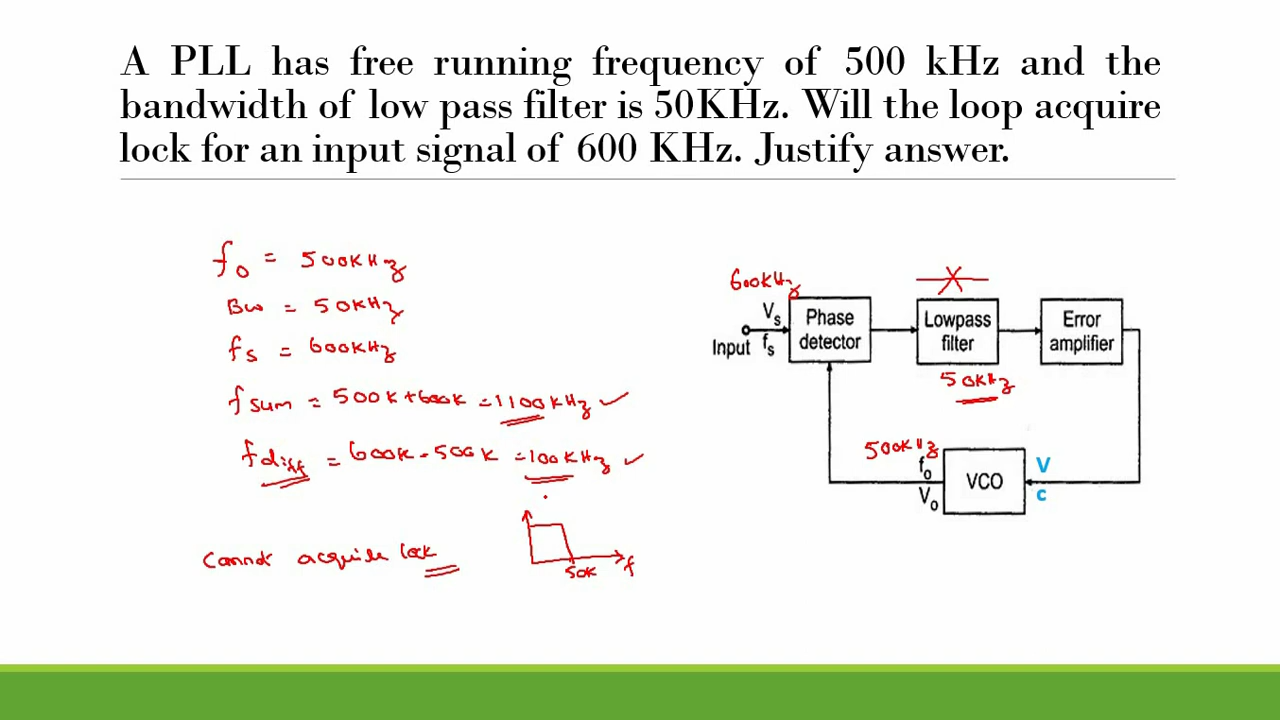 A PLL has free running frequency of 500 kHz and the
bandwidth of low pass filter is 50KHz. Will the loop acquire
lock for an input signal of 600 KHz. Justify answer.
fo = 500KHz
BW = 50KHz
fs = 600KHz
fsum = 500K+600K = 1100KHz ✓
fdiff = 600K - 500K = 100KHz ✓
Cannot acquire lock
50K
f
600KHz
Vs
Input
fs
Phase
detector
Lowpass
filter
50KHz
Error
amplifier
500KHz
fo
Vo
VCO
V
c